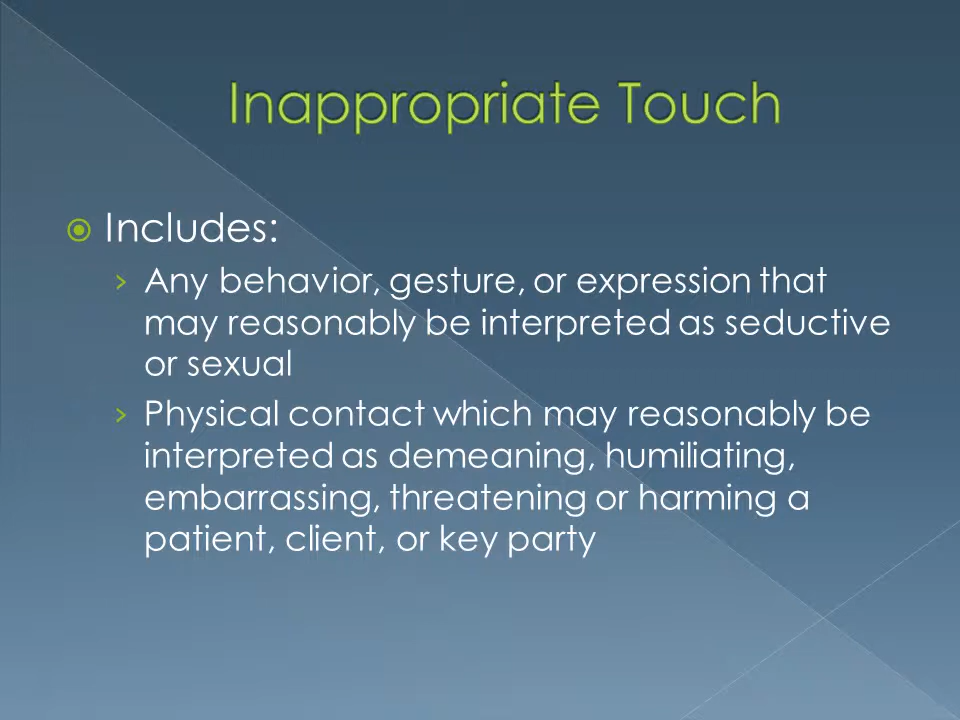 Inappropriate Touch
Includes:
Any behavior, gesture, or expression that
may reasonably be interpreted as seductive
or sexual
Physical contact which may reasonably be
interpreted as demeaning, humiliating,
embarrassing, threatening or harming a
patient, client, or key party